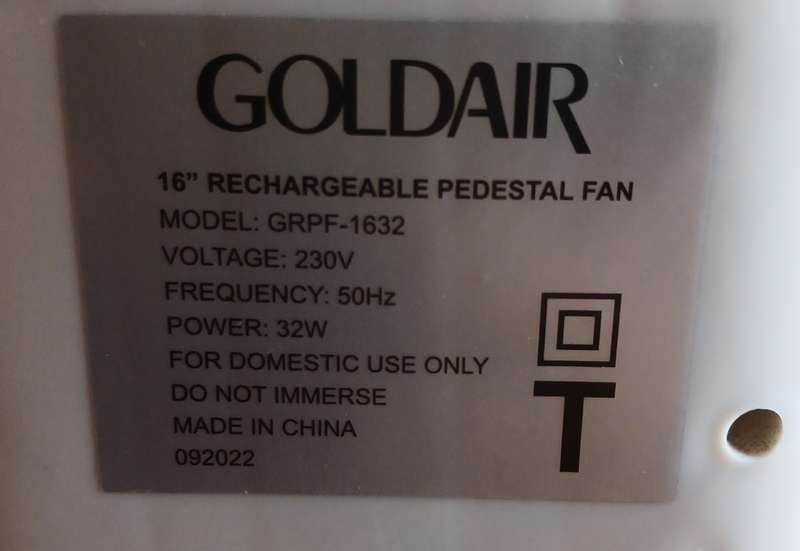 GOLDAIR
16” RECHARGEABLE PEDESTAL FAN
MODEL: GRPF-1632
VOLTAGE: 230V
FREQUENCY: 50Hz
POWER: 32W
FOR DOMESTIC USE ONLY
DO NOT IMMERSE
MADE IN CHINA
092022
T